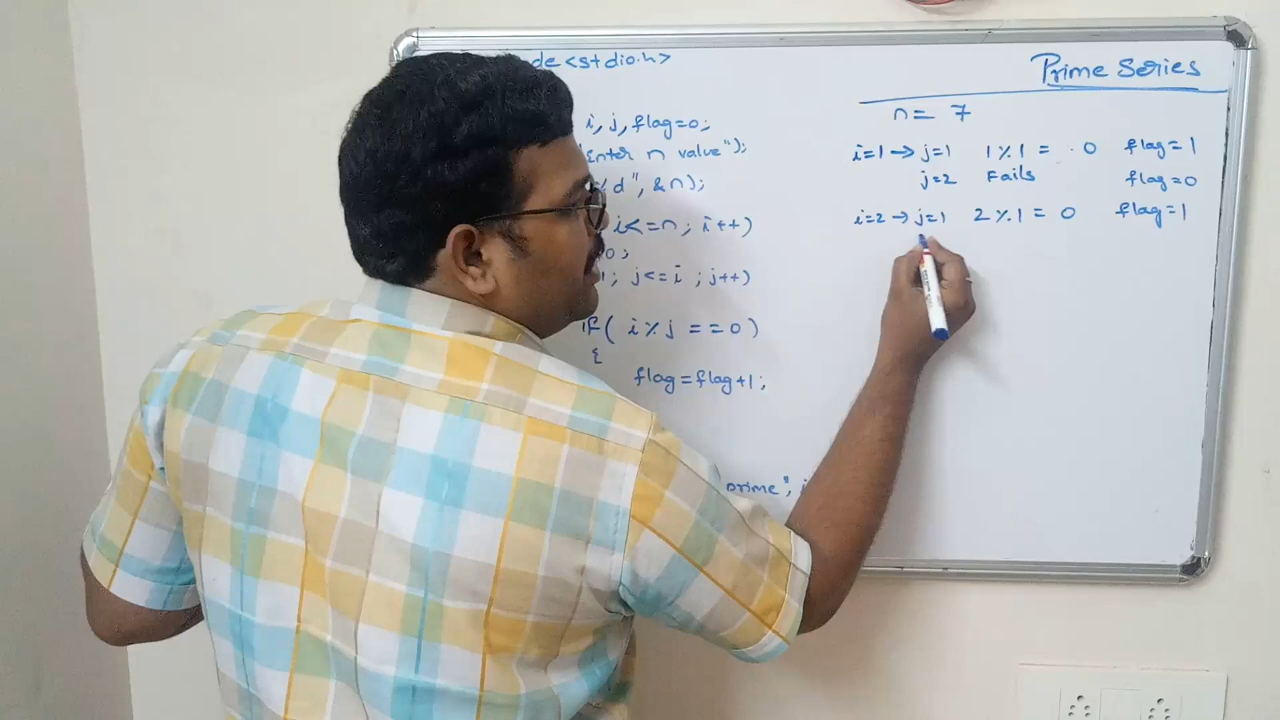 de <stdio.h>
i, j, flag=0;
Enter n value");
d", &n);
i<=n; i++)
0;
; j<=i ; j++)
if( i % j ==0)
{
flag=flag+1;
prime",
Prime Series
n= 7
i=1 → j=1 1%1 = 0 flag=1
j=2 Fails flag=0
i=2 → j=1 2%1 = 0 flag=1